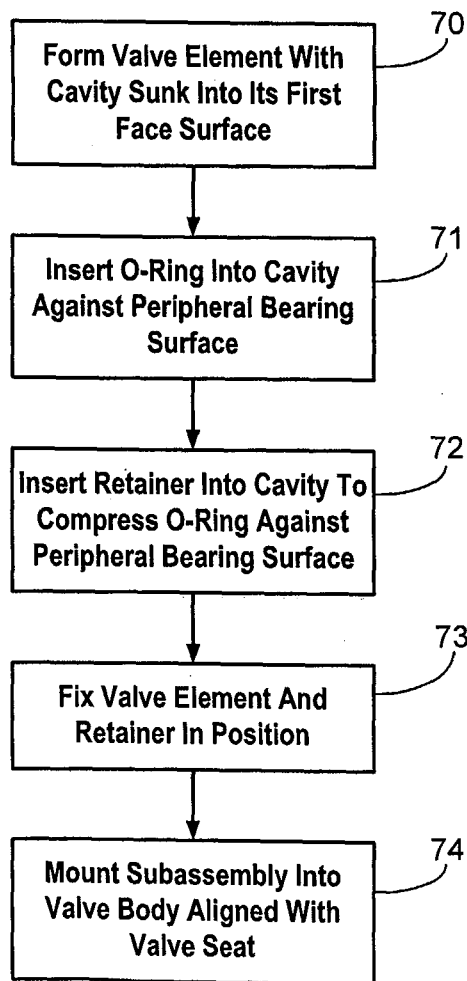 70
Form Valve Element With
Cavity Sunk Into Its First
Face Surface
71
Insert O-Ring Into Cavity
Against Peripheral Bearing
Surface
72
Insert Retainer Into Cavity To
Compress O-Ring Against
Peripheral Bearing Surface
73
Fix Valve Element And
Retainer In Position
74
Mount Subassembly Into
Valve Body Aligned With
Valve Seat